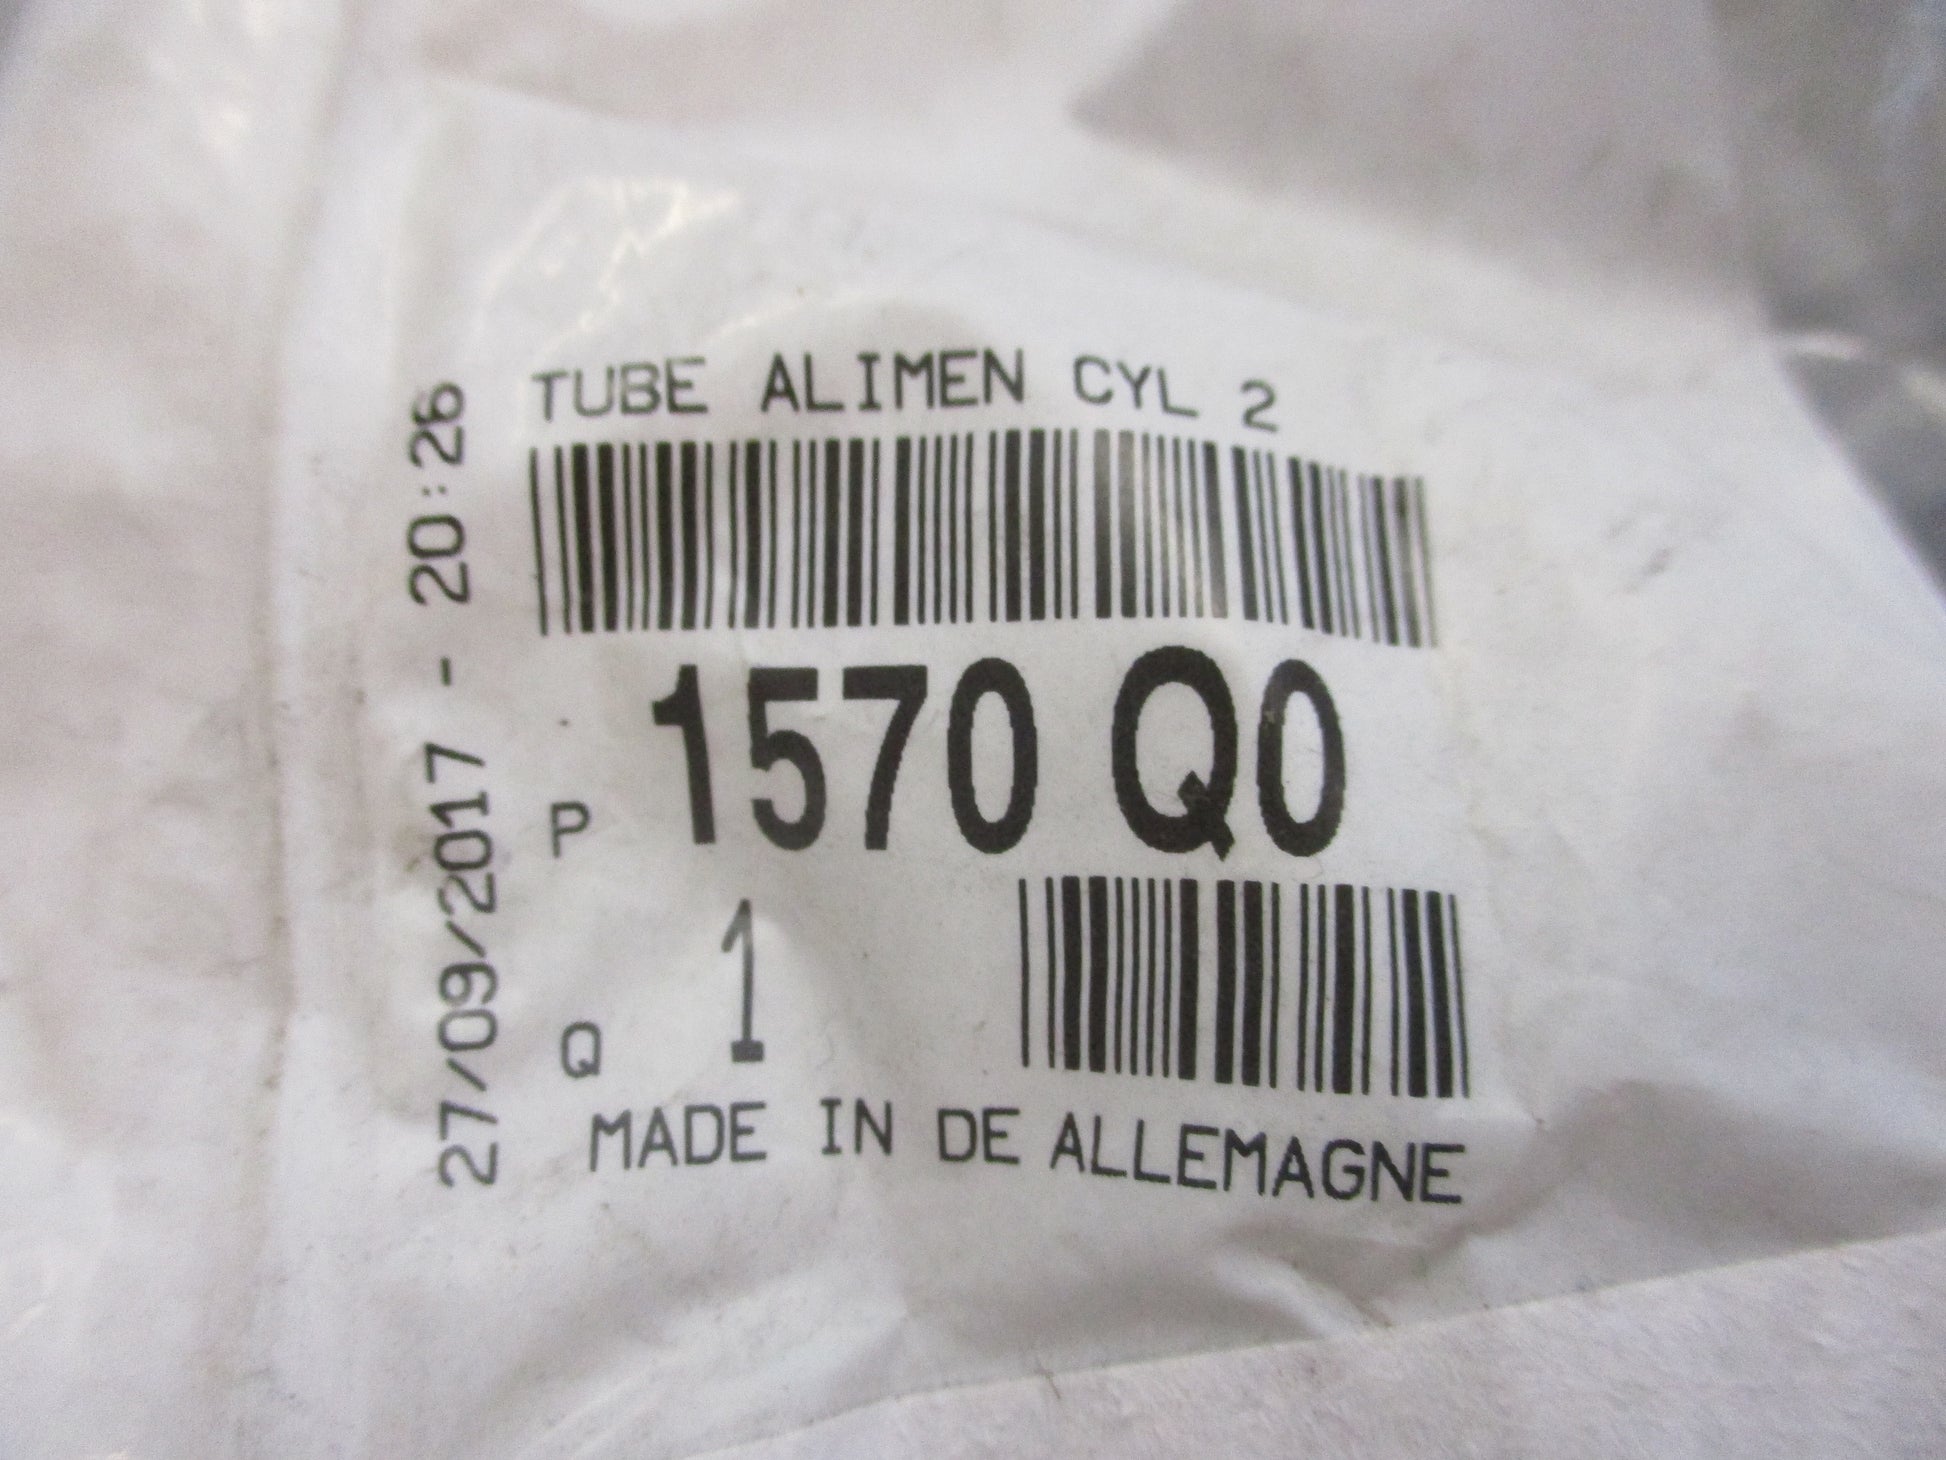 TUBE ALIMEN CYL 2
P 1570 Q0
Q 1
MADE IN DE ALLEMAGNE
27/09/2017 - 20:26